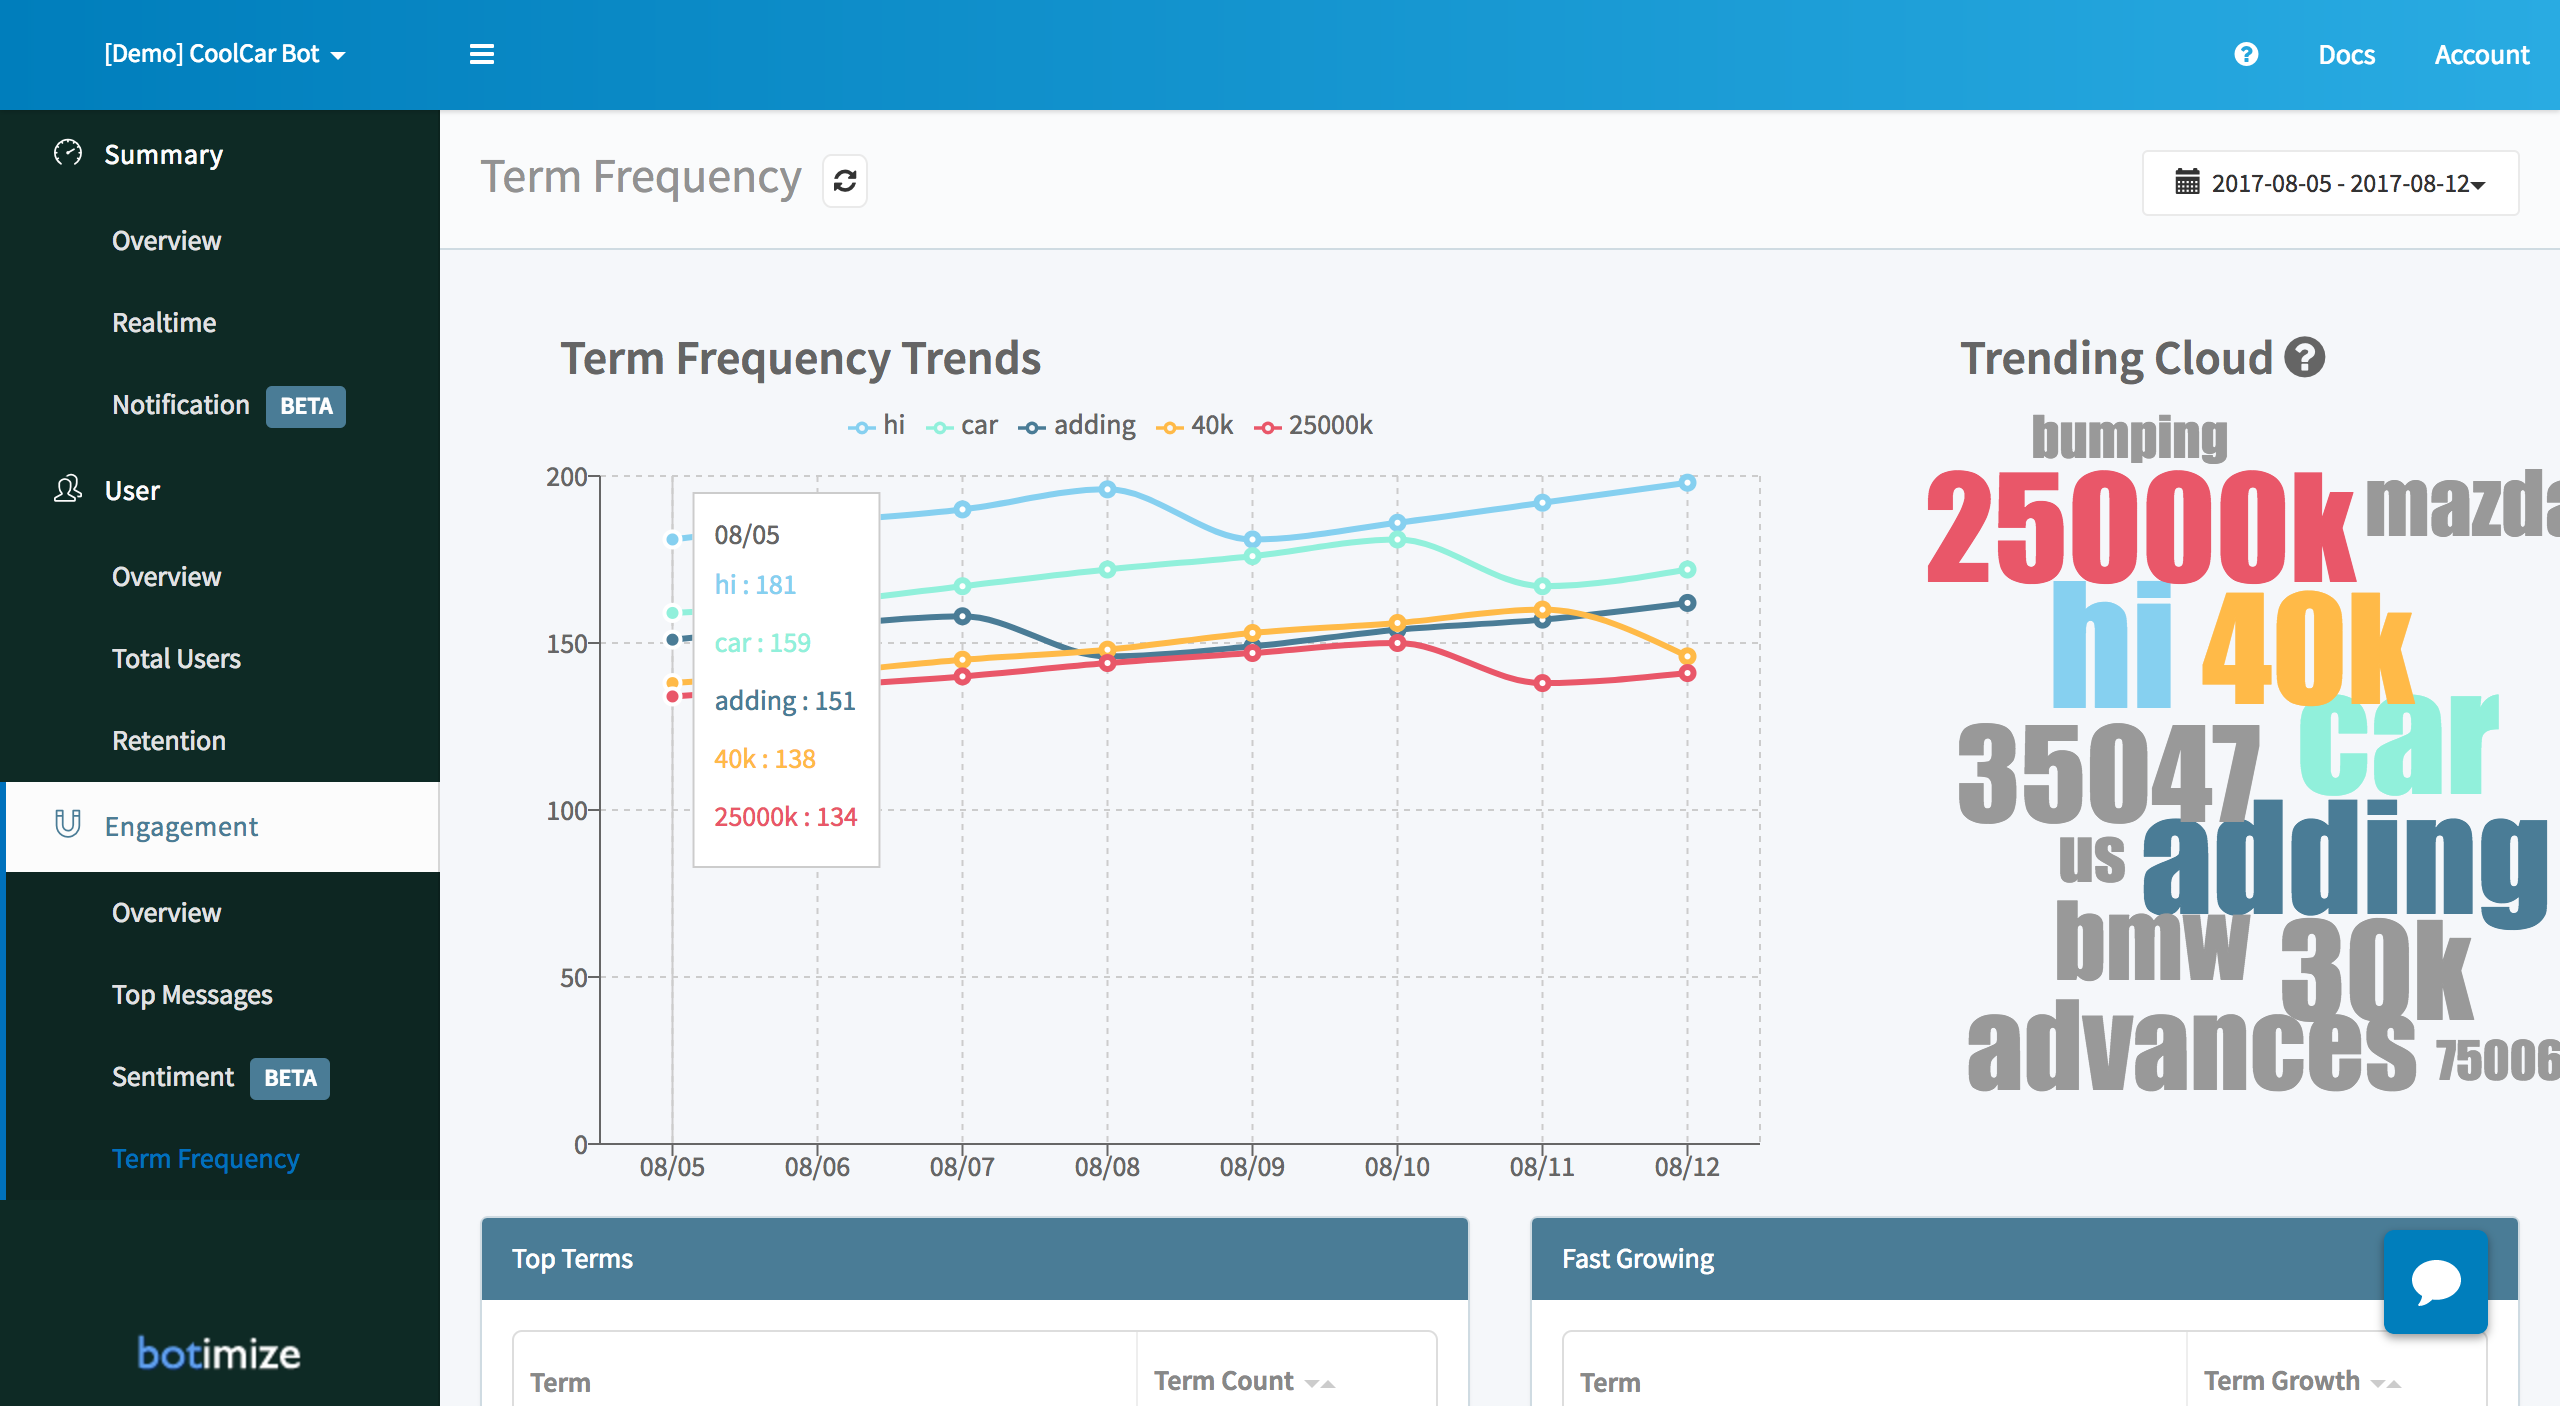 [Demo] CoolCar Bot
Docs
Account
Summary
Overview
Realtime
Notification BETA
User
Overview
Total Users
Retention
Engagement
Overview
Top Messages
Sentiment BETA
Term Frequency
botimize
Term Frequency
2017-08-05 - 2017-08-12
Term Frequency Trends
hi car adding 40k 25000k
200
150
100
50
0
08/05
hi : 181
car : 159
adding : 151
40k : 138
25000k : 134
08/05 08/06 08/07 08/08 08/09 08/10 08/11 08/12
Trending Cloud ?
bumping
25000k
mazda
hi
40k
car
35047
us
adding
bmw
30k
advances
75006
Top Terms
Term
Term Count
Fast Growing
Term
Term Growth